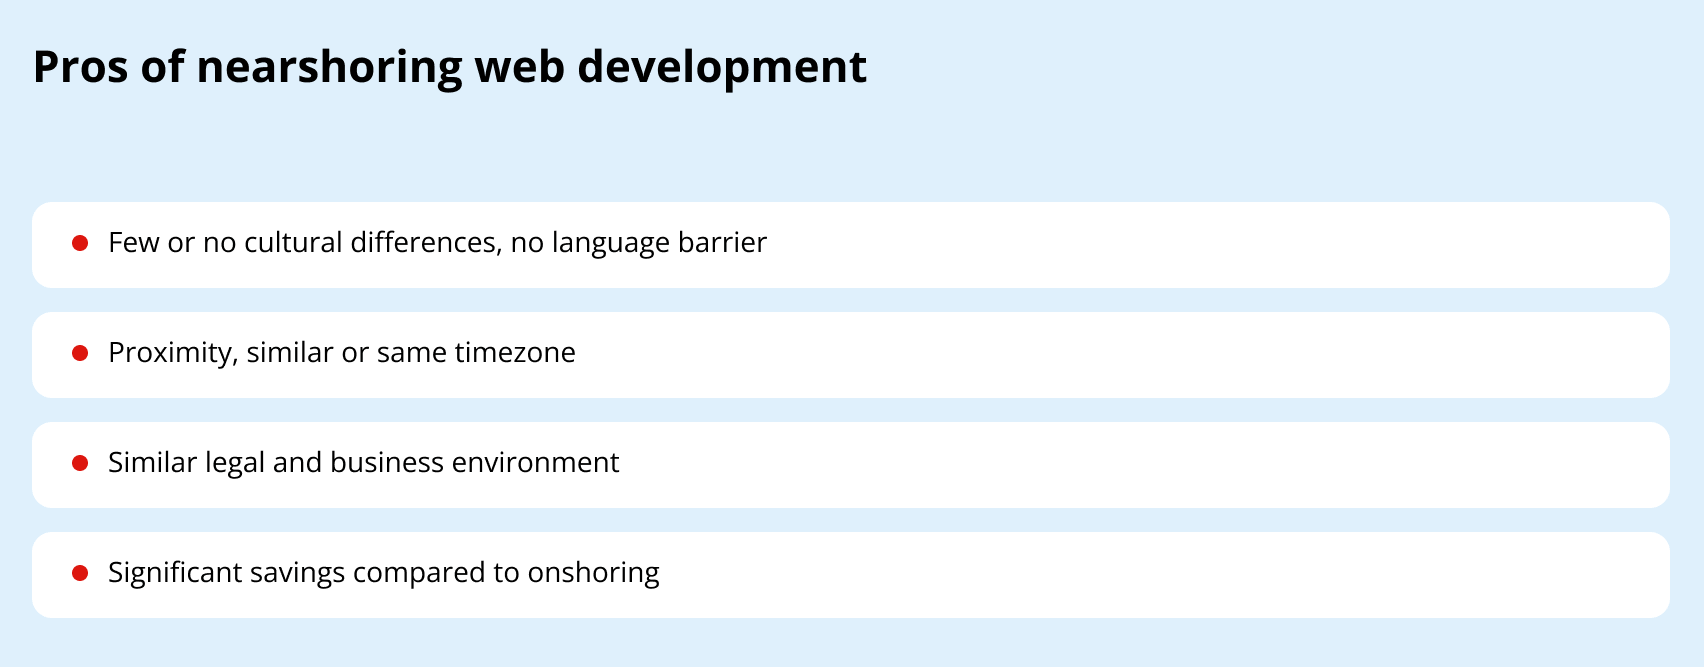 Pros of nearshoring web development
Few or no cultural differences, no language barrier
Proximity, similar or same timezone
Similar legal and business environment
Significant savings compared to onshoring